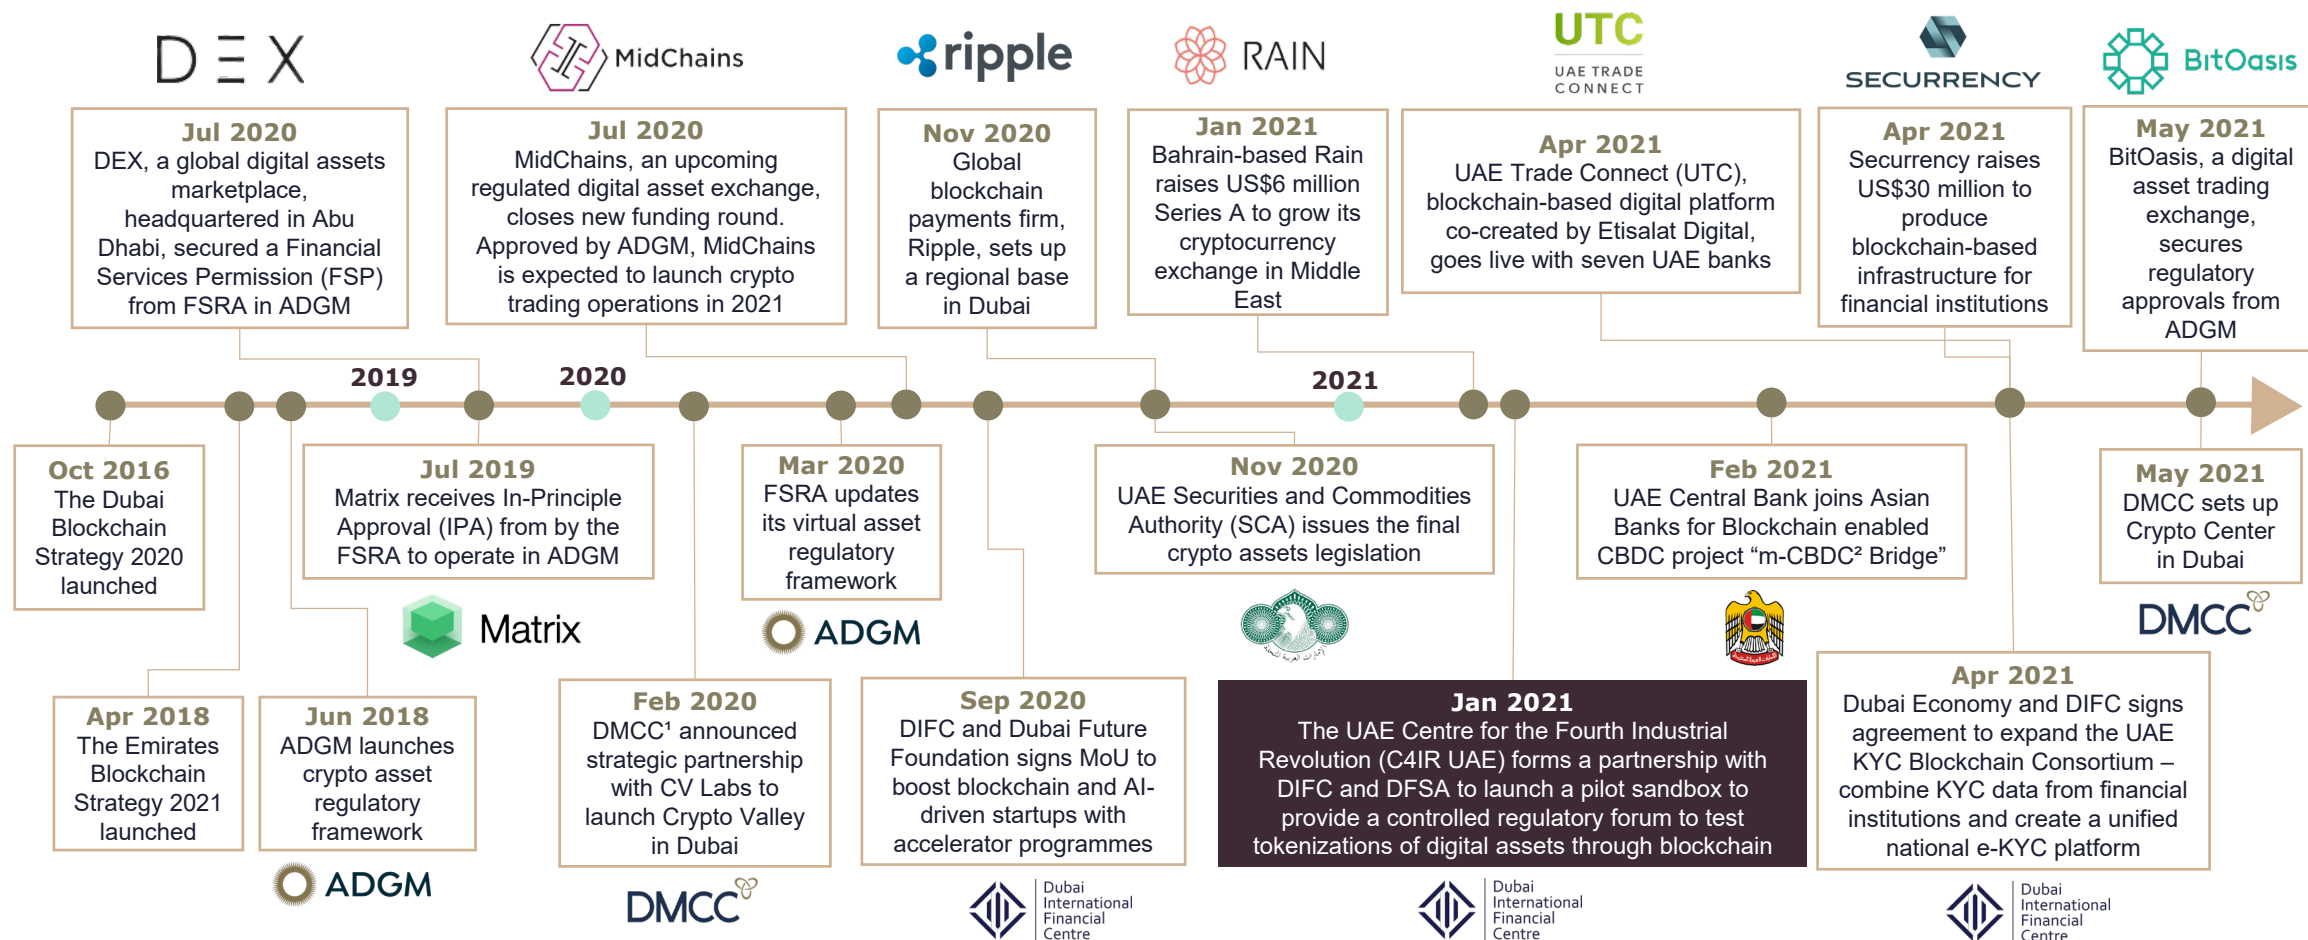 DEX
Jul 2020
DEX, a global digital assets
marketplace,
headquartered in Abu
Dhabi, secured a Financial
Services Permission (FSP)
from FSRA in ADGM
MidChains
Jul 2020
MidChains, an upcoming
regulated digital asset exchange,
closes new funding round.
Approved by ADGM, MidChains
is expected to launch crypto
trading operations in 2021
ripple
Nov 2020
Global
blockchain
payments firm,
Ripple, sets up
a regional base
in Dubai
RAIN
Jan 2021
Bahrain-based Rain
raises US$6 million
Series A to grow its
cryptocurrency
exchange in Middle
East
UTC
UAE TRADE
CONNECT
Apr 2021
UAE Trade Connect (UTC),
blockchain-based digital platform
co-created by Etisalat Digital,
goes live with seven UAE banks
SECURRENCY
Apr 2021
Securrency raises
US$30 million to
produce
blockchain-based
infrastructure for
financial institutions
BitOasis
May 2021
BitOasis, a digital
asset trading
exchange,
secures
regulatory
approvals from
ADGM
2019
2020
2021
Oct 2016
The Dubai
Blockchain
Strategy 2020
launched
Jul 2019
Matrix receives In-Principle
Approval (IPA) from by the
FSRA to operate in ADGM
Matrix
Mar 2020
FSRA updates
its virtual asset
regulatory
framework
ADGM
Nov 2020
UAE Securities and Commodities
Authority (SCA) issues the final
crypto assets legislation
Feb 2021
UAE Central Bank joins Asian
Banks for Blockchain enabled
CBDC project “m-CBDC² Bridge”
May 2021
DMCC sets up
Crypto Center
in Dubai
DMCC
Apr 2018
The Emirates
Blockchain
Strategy 2021
launched
Jun 2018
ADGM launches
crypto asset
regulatory
framework
ADGM
Feb 2020
DMCC¹ announced
strategic partnership
with CV Labs to
launch Crypto Valley
in Dubai
DMCC
Sep 2020
DIFC and Dubai Future
Foundation signs MoU to
boost blockchain and AI-
driven startups with
accelerator programmes
Dubai
International
Financial
Centre
Jan 2021
The UAE Centre for the Fourth Industrial
Revolution (C4IR UAE) forms a partnership with
DIFC and DFSA to launch a pilot sandbox to
provide a controlled regulatory forum to test
tokenizations of digital assets through blockchain
Dubai
International
Financial
Centre
Apr 2021
Dubai Economy and DIFC signs
agreement to expand the UAE
KYC Blockchain Consortium –
combine KYC data from financial
institutions and create a unified
national e-KYC platform
Dubai
International
Financial
Centre